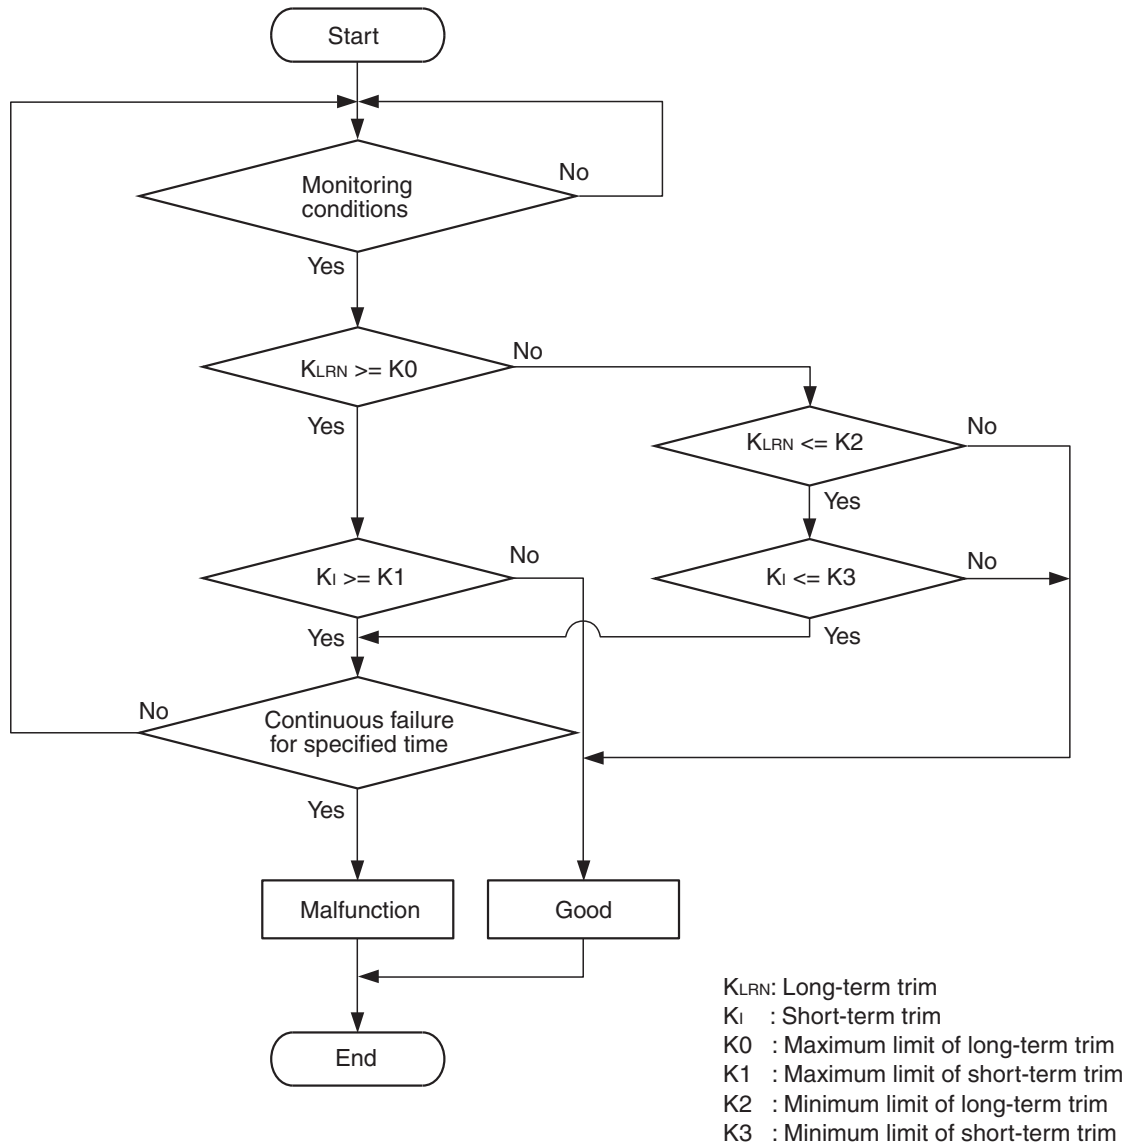 Start
No
Monitoring
conditions
Yes
KLRN >= K0
No
Yes
KLRN <= K2
No
Yes
KI >= K1
No
KI <= K3
No
Yes
Yes
No
Continuous failure
for specified time
Yes
Malfunction
Good
End
KLRN: Long-term trim
KI : Short-term trim
K0 : Maximum limit of long-term trim
K1 : Maximum limit of short-term trim
K2 : Minimum limit of long-term trim
K3 : Minimum limit of short-term trim